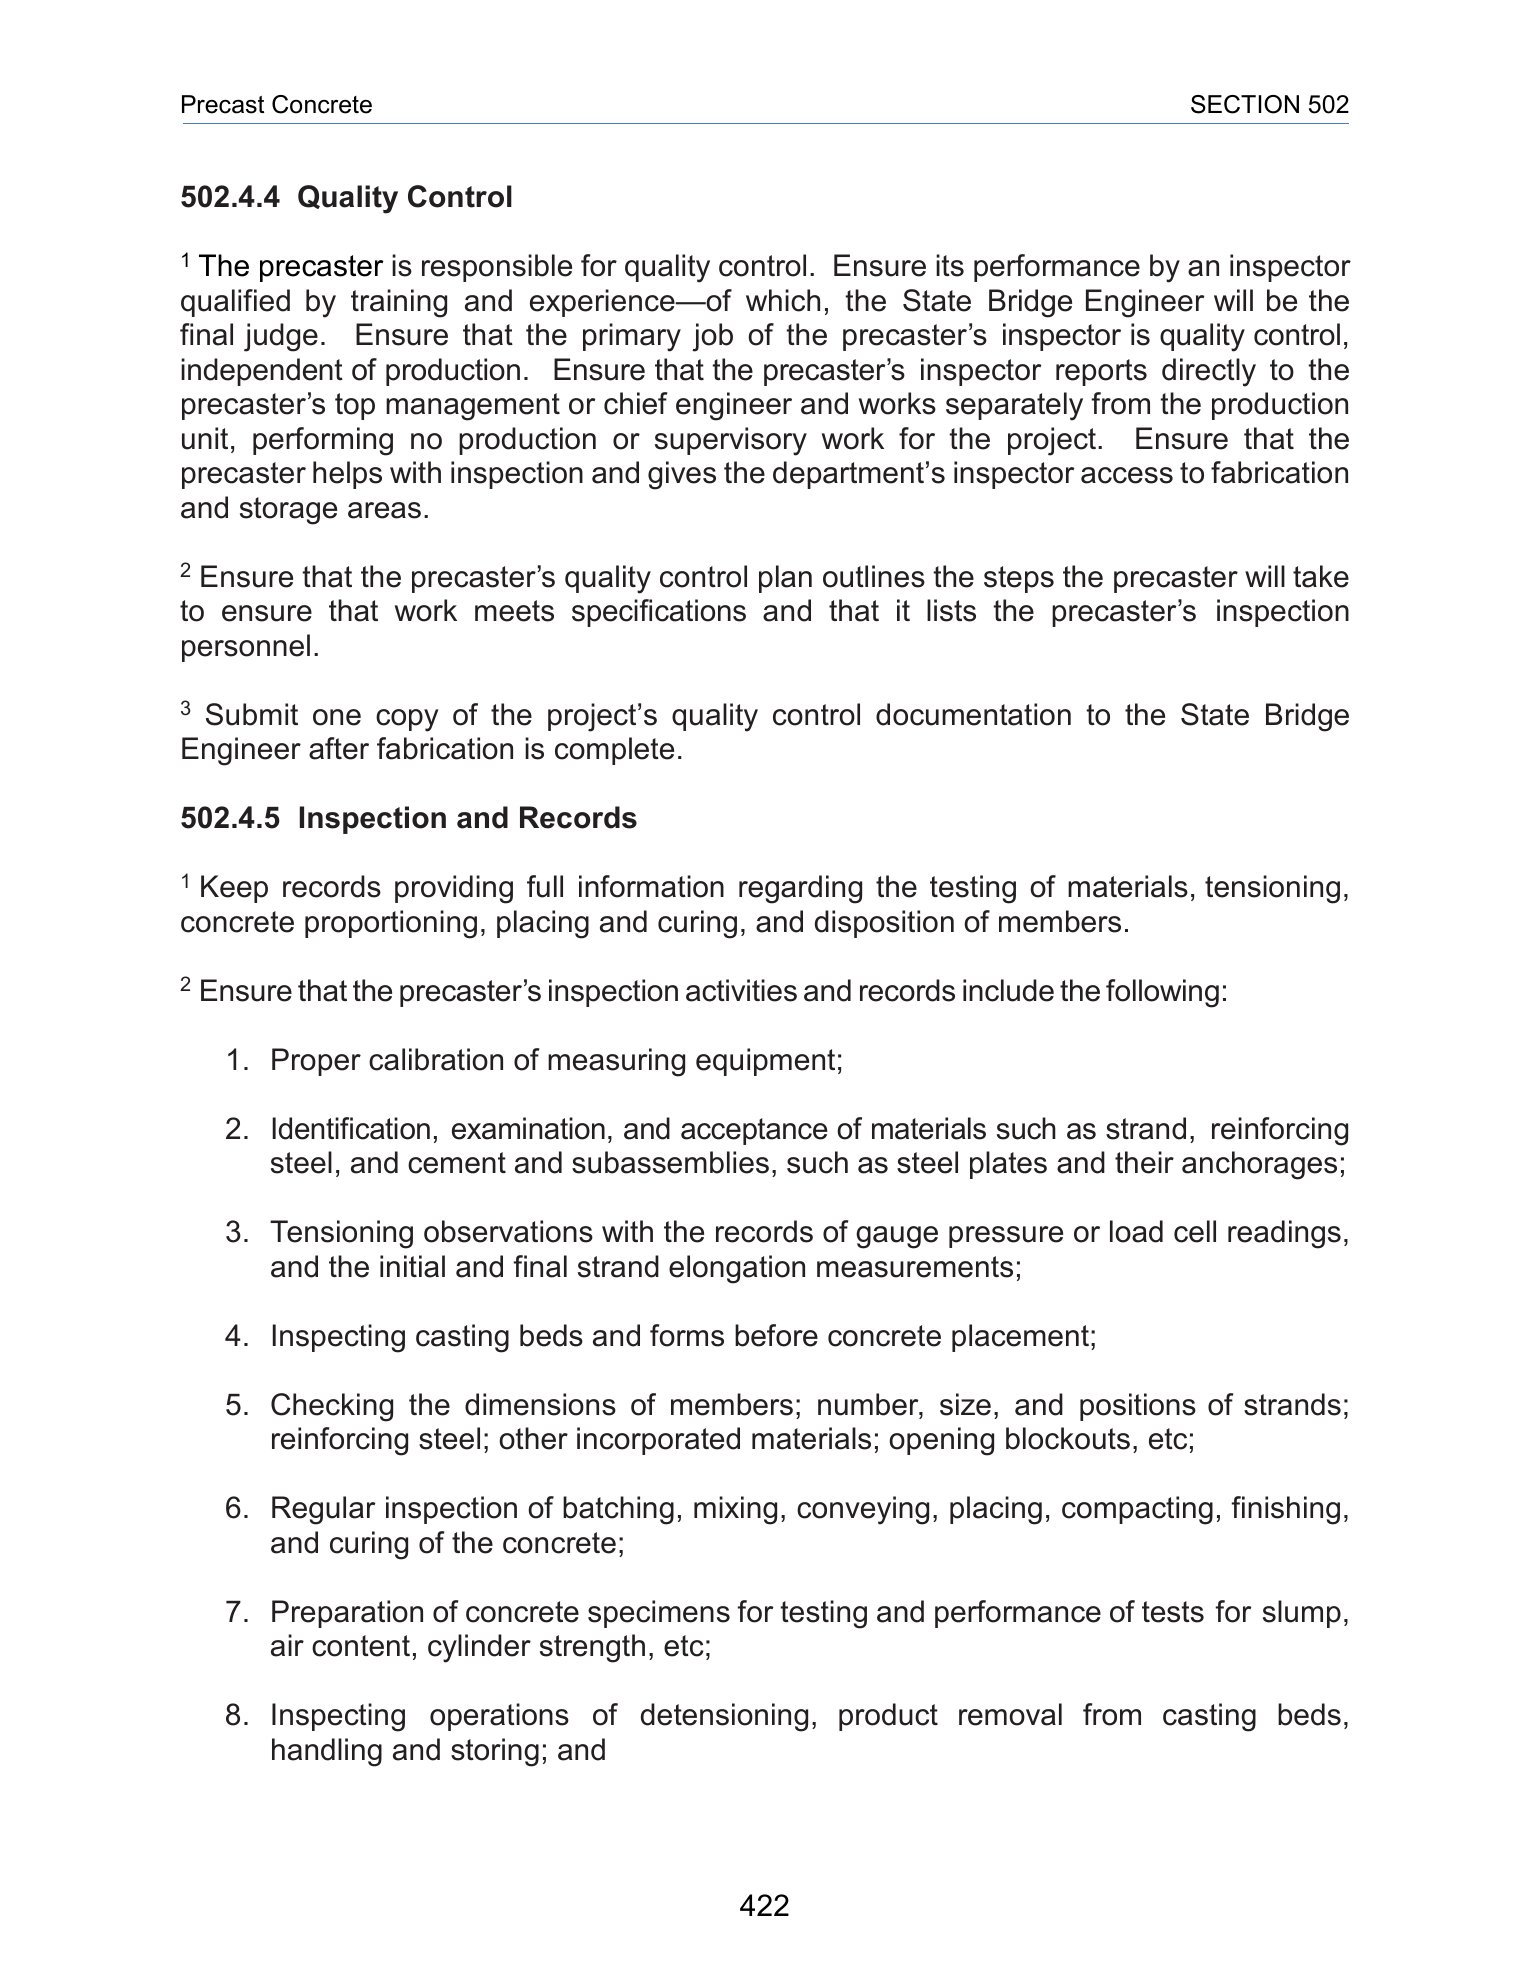 Precast Concrete SECTION 502
502.4.4 Quality Control
1 The precaster is responsible for quality control. Ensure its performance by an inspector
qualified by training and experience—of which, the State Bridge Engineer will be the
final judge. Ensure that the primary job of the precaster’s inspector is quality control,
independent of production. Ensure that the precaster’s inspector reports directly to the
precaster’s top management or chief engineer and works separately from the production
unit, performing no production or supervisory work for the project. Ensure that the
precaster helps with inspection and gives the department’s inspector access to fabrication
and storage areas.
2 Ensure that the precaster’s quality control plan outlines the steps the precaster will take
to ensure that work meets specifications and that it lists the precaster’s inspection
personnel.
3 Submit one copy of the project’s quality control documentation to the State Bridge
Engineer after fabrication is complete.
502.4.5 Inspection and Records
1 Keep records providing full information regarding the testing of materials, tensioning,
concrete proportioning, placing and curing, and disposition of members.
2 Ensure that the precaster’s inspection activities and records include the following:
1. Proper calibration of measuring equipment;
2. Identification, examination, and acceptance of materials such as strand, reinforcing
steel, and cement and subassemblies, such as steel plates and their anchorages;
3. Tensioning observations with the records of gauge pressure or load cell readings,
and the initial and final strand elongation measurements;
4. Inspecting casting beds and forms before concrete placement;
5. Checking the dimensions of members; number, size, and positions of strands;
reinforcing steel; other incorporated materials; opening blockouts, etc;
6. Regular inspection of batching, mixing, conveying, placing, compacting, finishing,
and curing of the concrete;
7. Preparation of concrete specimens for testing and performance of tests for slump,
air content, cylinder strength, etc;
8. Inspecting operations of detensioning, product removal from casting beds,
handling and storing; and
422